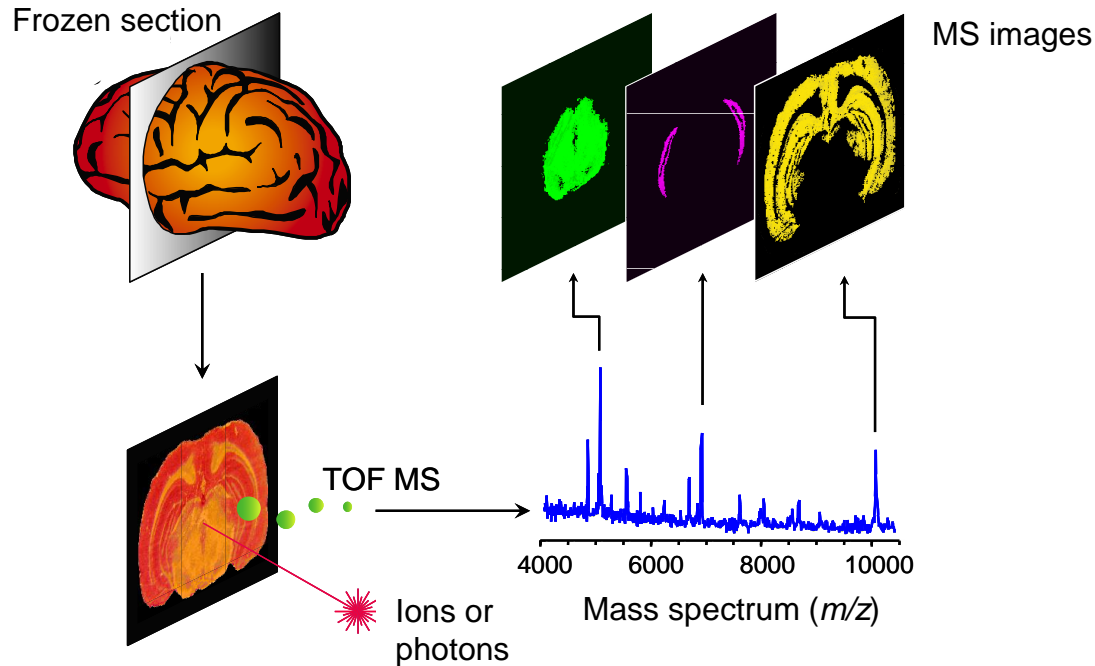 Frozen section
MS images
TOF MS
4000 6000 8000 10000
Mass spectrum (m/z)
Ions or
photons